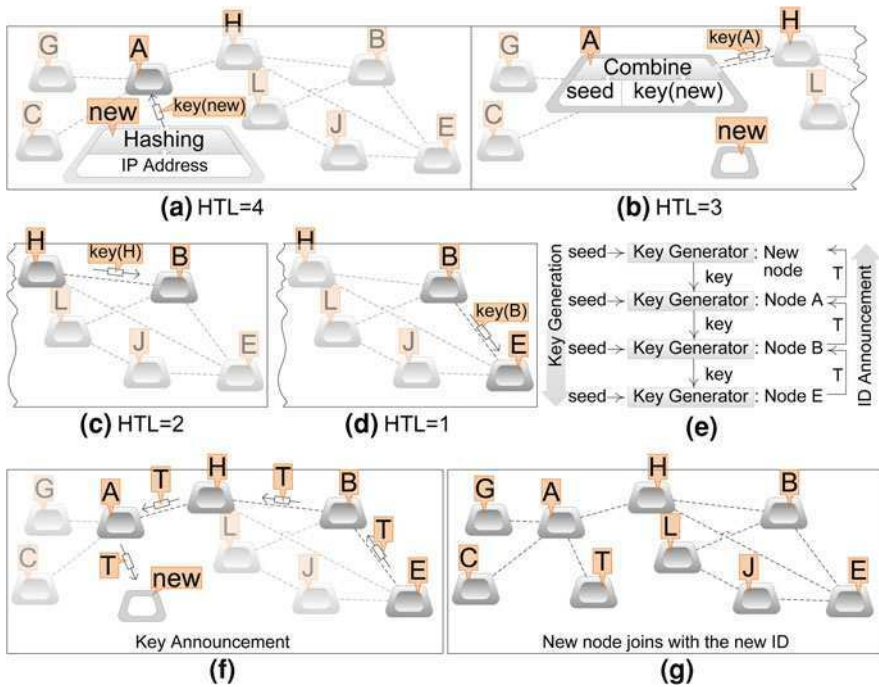 G
A
H
B
C
new
key(new)
L
J
E
Hashing
IP Address
(a) HTL=4
G
A
key(A)
H
Combine
seed
key(new)
C
L
new
(b) HTL=3
H
key(H)
B
L
J
E
(c) HTL=2
H
B
L
key(B)
J
E
(d) HTL=1
Key Generation
seed
Key Generator
: New node
key
T
seed
Key Generator
: Node A
key
T
seed
Key Generator
: Node B
key
T
seed
Key Generator
: Node E
ID Announcement
(e)
G
A
T
H
T
B
C
T
new
L
T
J
E
Key Announcement
(f)
G
A
H
B
C
T
L
J
E
New node joins with the new ID
(g)